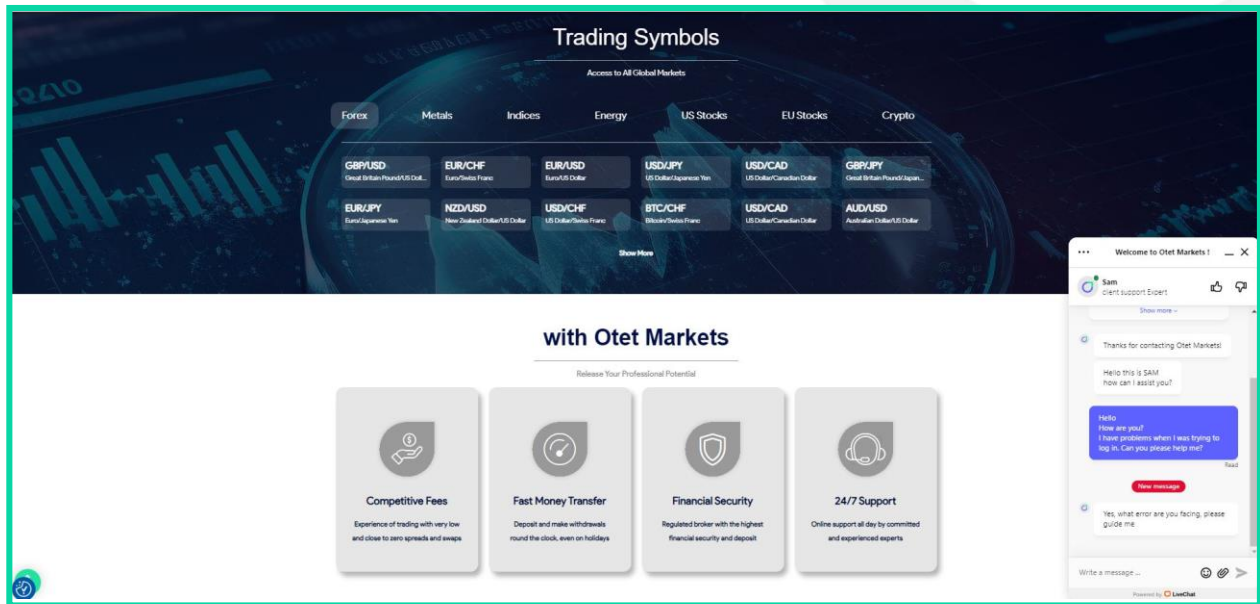 Trading Symbols
Access to All Global Markets
Forex Metals Indices Energy US Stocks EU Stocks Crypto
GBP/USD EUR/CHF EUR/USD USD/JPY USD/CAD GBP/JPY
Great Britain Pound/US Doll... Euro/Swiss Franc Euro/US Dollar US Dollar/Japanese Yen US Dollar/Canadian Dollar Great Britain Pound/Japan...
EUR/JPY NZD/USD USD/CHF BTC/CHF USD/CAD AUD/USD
Euro/Japanese Yen New Zealand Dollar/US Dollar US Dollar/Swiss Franc Bitcoin/Swiss Franc US Dollar/Canadian Dollar Australian Dollar/US Dollar
Show More
with Otet Markets
Release Your Professional Potential
Competitive Fees
Experience of trading with very low
and close to zero spreads and swaps
Fast Money Transfer
Deposit and make withdrawals
round the clock, even on holidays
Financial Security
Regulated broker with the highest
financial security and deposit
24/7 Support
Online support all day by committed
and experienced experts
Welcome to Otet Markets !
Sam
client support Expert
Show more
Thanks for contacting Otet Markets!
Hello this is SAM
how can I assist you?
Hello
How are you?
I have problems when I was trying to
log in. Can you please help me?
Read
New message
Yes, what error are you facing, please
guide me
Write a message ...
Powered by LiveChat